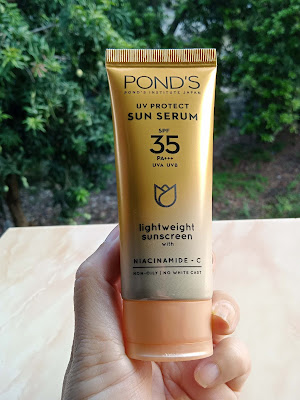 POND'S
POND'S INSTITUTE JAPAN
UV PROTECT
SUN SERUM
SPF
35
PA+++
UVA UVB
lightweight
sunscreen
with
NIACINAMIDE + C
NON-OILY | NO WHITE CAST